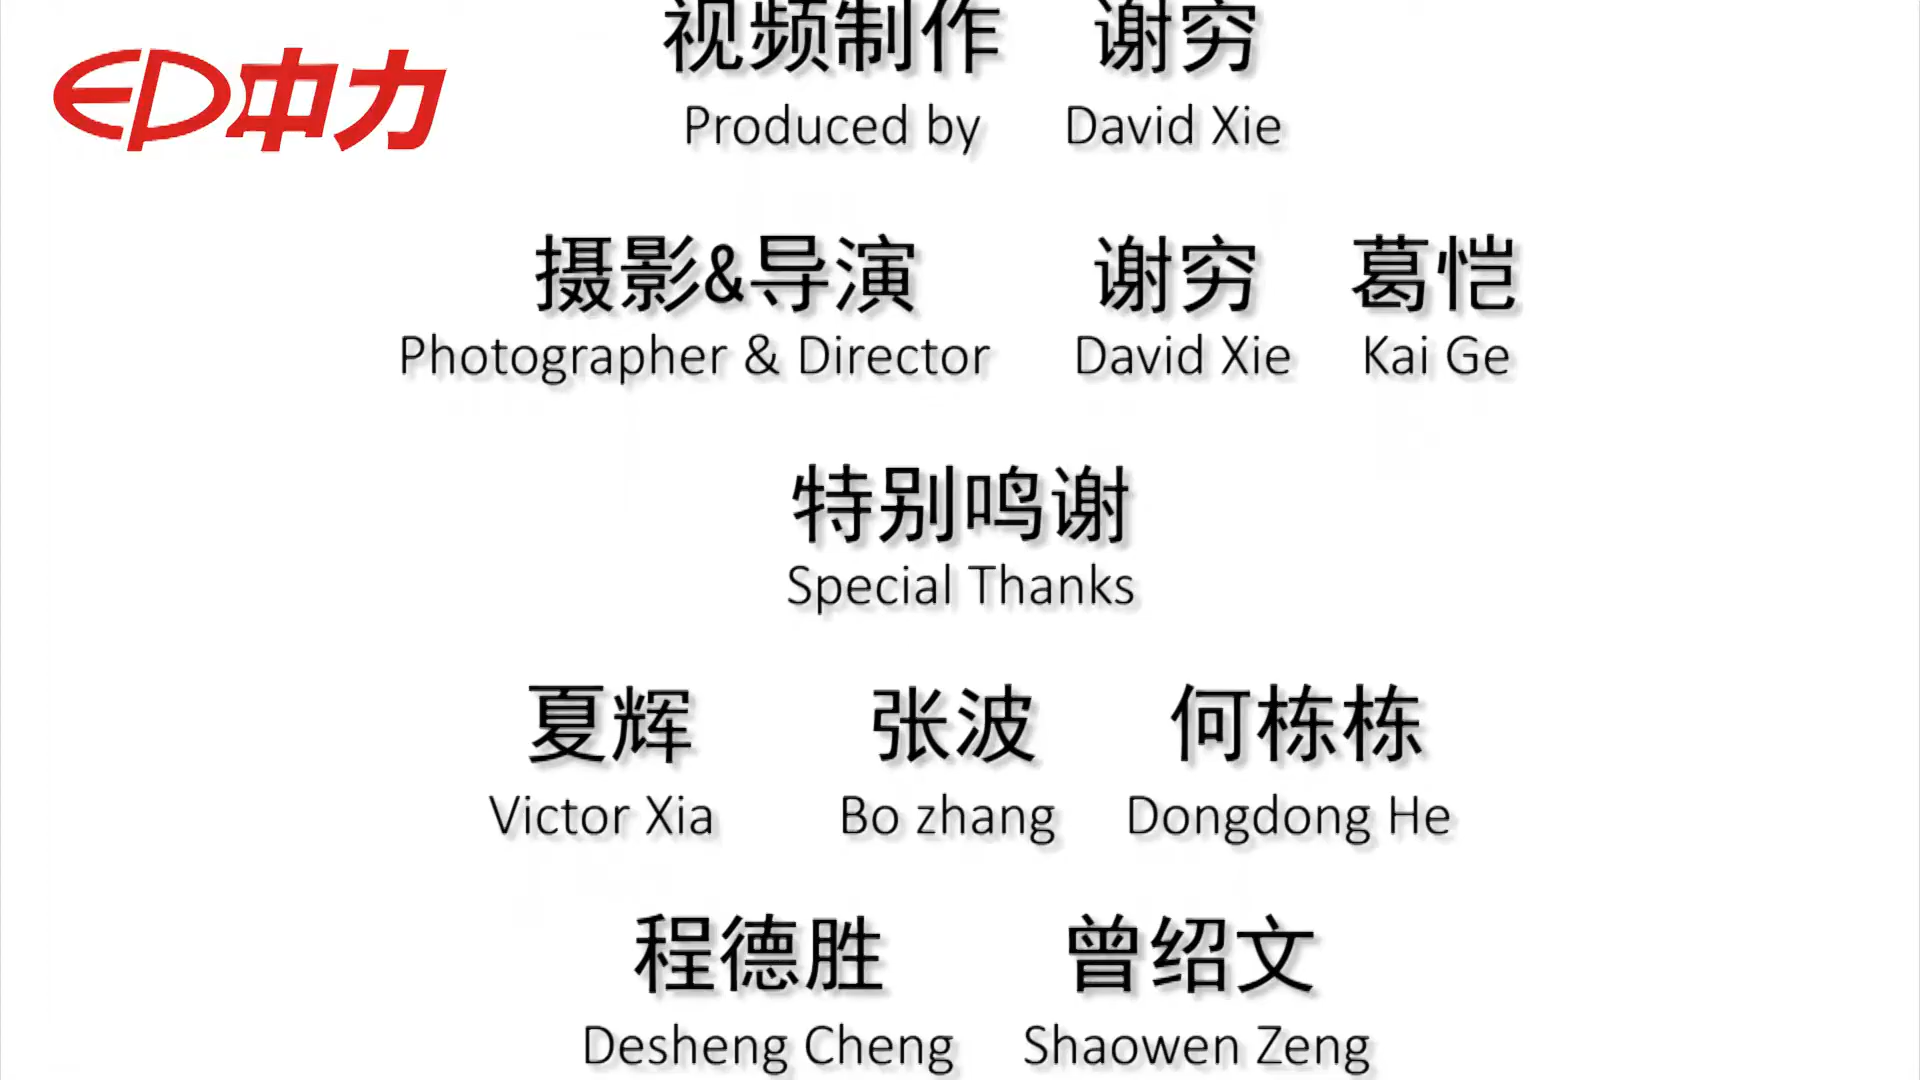 EP中力
视频制作 谢穷
Produced by David Xie
摄影&导演 谢穷 葛恺
Photographer & Director David Xie Kai Ge
特别鸣谢
Special Thanks
夏辉 张波 何栋栋
Victor Xia Bo zhang Dongdong He
程德胜 曾绍文
Desheng Cheng Shaowen Zeng